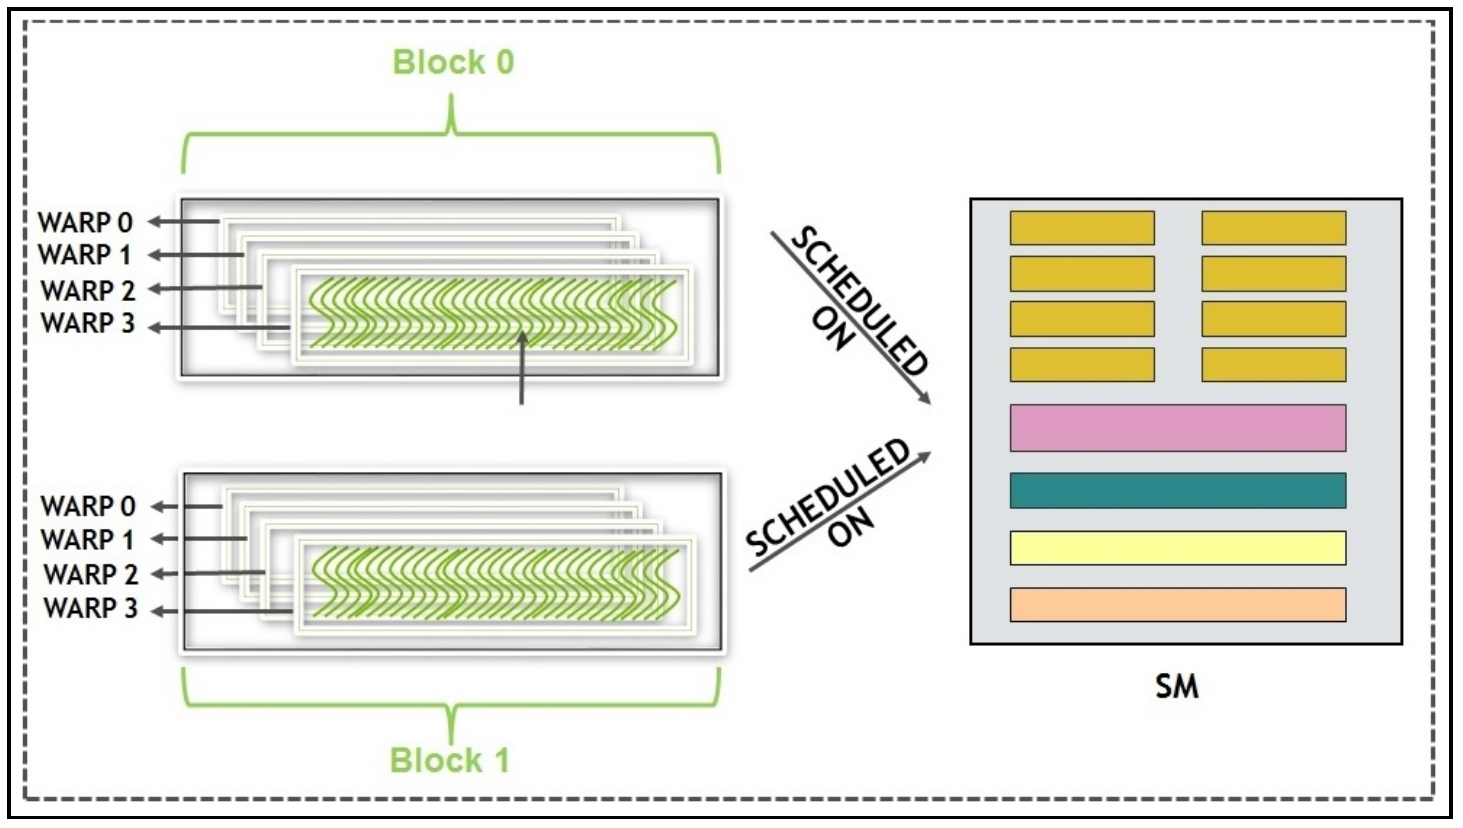 Block 0
WARP 0
WARP 1
WARP 2
WARP 3
SCHEDULED
ON
WARP 0
WARP 1
WARP 2
WARP 3
SCHEDULED
ON
SM
Block 1